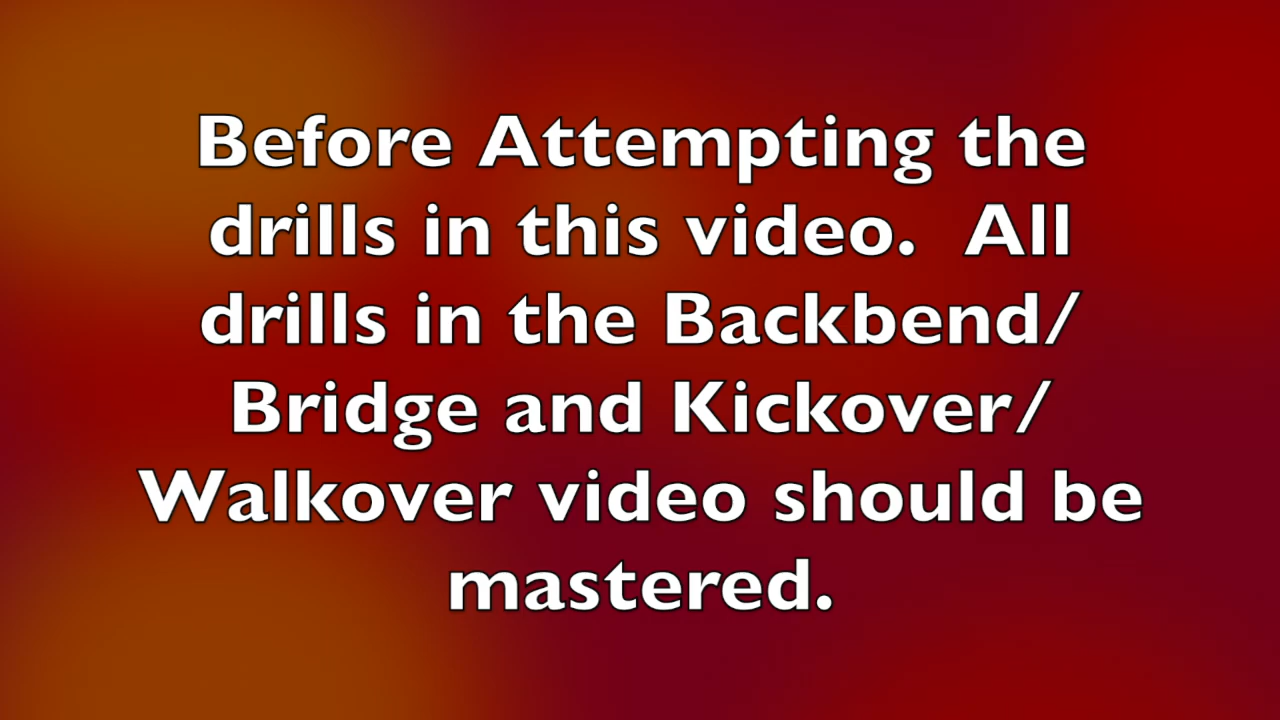 Before Attempting the
drills in this video.  All
drills in the Backbend/
Bridge and Kickover/
Walkover video should be
mastered.